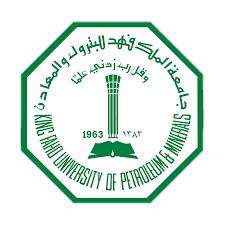 جامعة الملك فهد للبترول والمعادن
وقل رب زدني علما
1963 ١٣٨٣
KING FAHD UNIVERSITY OF PETROLEUM & MINERALS